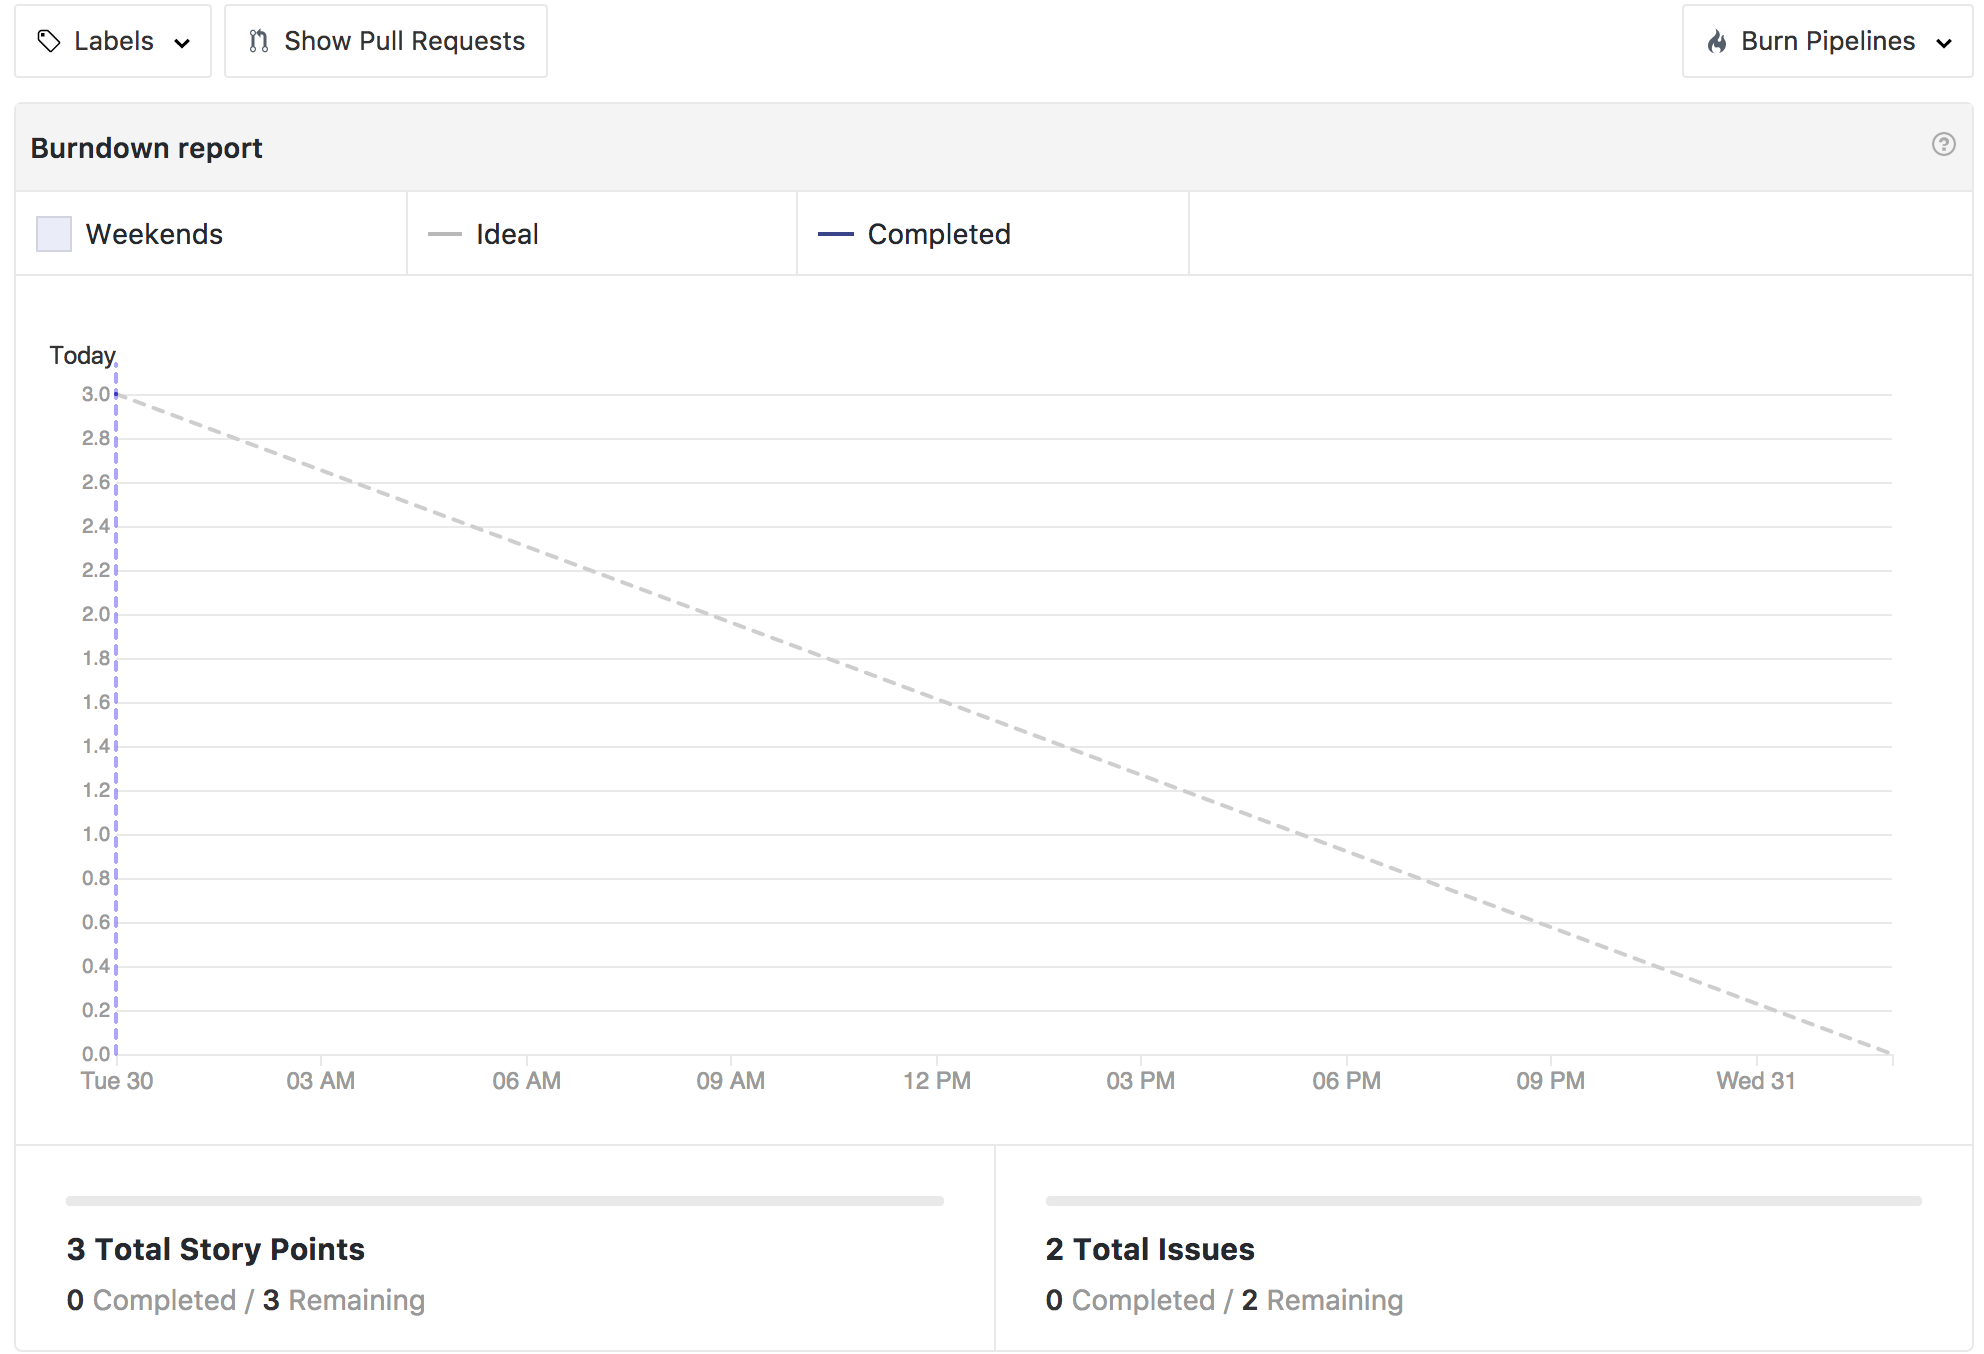 Labels
Show Pull Requests
Burn Pipelines
Burndown report
?
Weekends
Ideal
Completed
Today
3.0
2.8
2.6
2.4
2.2
2.0
1.8
1.6
1.4
1.2
1.0
0.8
0.6
0.4
0.2
0.0
Tue 30 03 AM 06 AM 09 AM 12 PM 03 PM 06 PM 09 PM Wed 31
3 Total Story Points
0 Completed / 3 Remaining
2 Total Issues
0 Completed / 2 Remaining